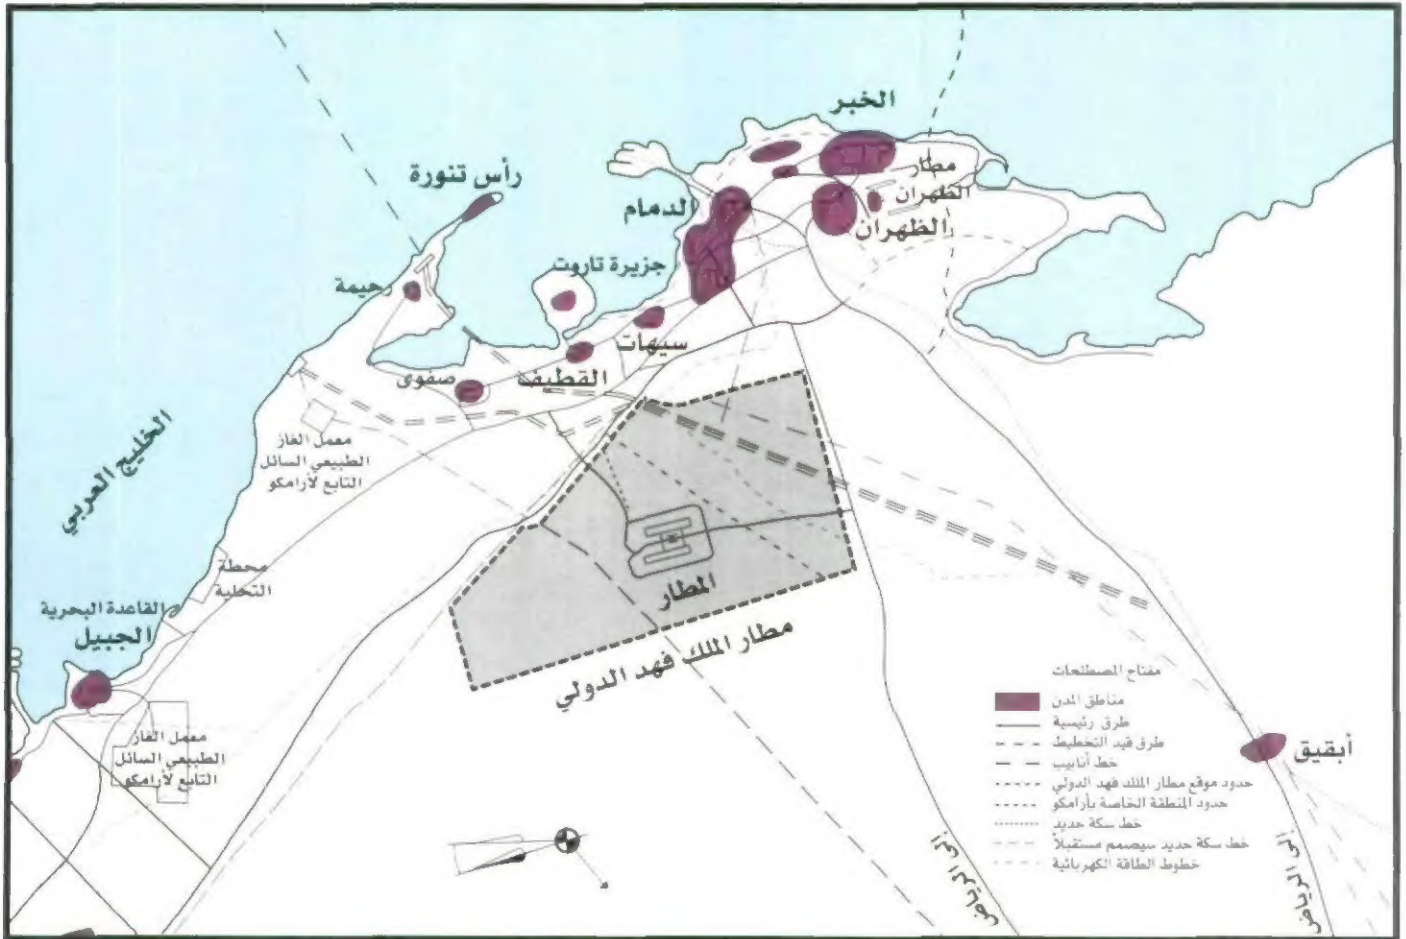 الخبر
مطار
الظهران
الظهران
الدمام
رأس تنورة
جزيرة تاروت
رحيمة
سيهات
القطيف
صفوى
الخليج العربي
معمل الغاز
الطبيعي السائل
التابع لأرامكو
محطة
التحلية
القاعدة البحرية
الجبيل
معمل الغاز
الطبيعي السائل
التابع لأرامكو
المطار
مطار الملك فهد الدولي
أبقيق
إلى الرياض
إلى الرياض
مفتاح المصطلحات
مناطق المدن
طرق رئيسية
طرق قيد التخطيط
خط أنابيب
حدود موقع مطار الملك فهد الدولي
حدود المنطقة الخاصة بأرامكو
خط سكة حديد
خط سكة حديد سيصمم مستقبلاً
خطوط الطاقة الكهربائية